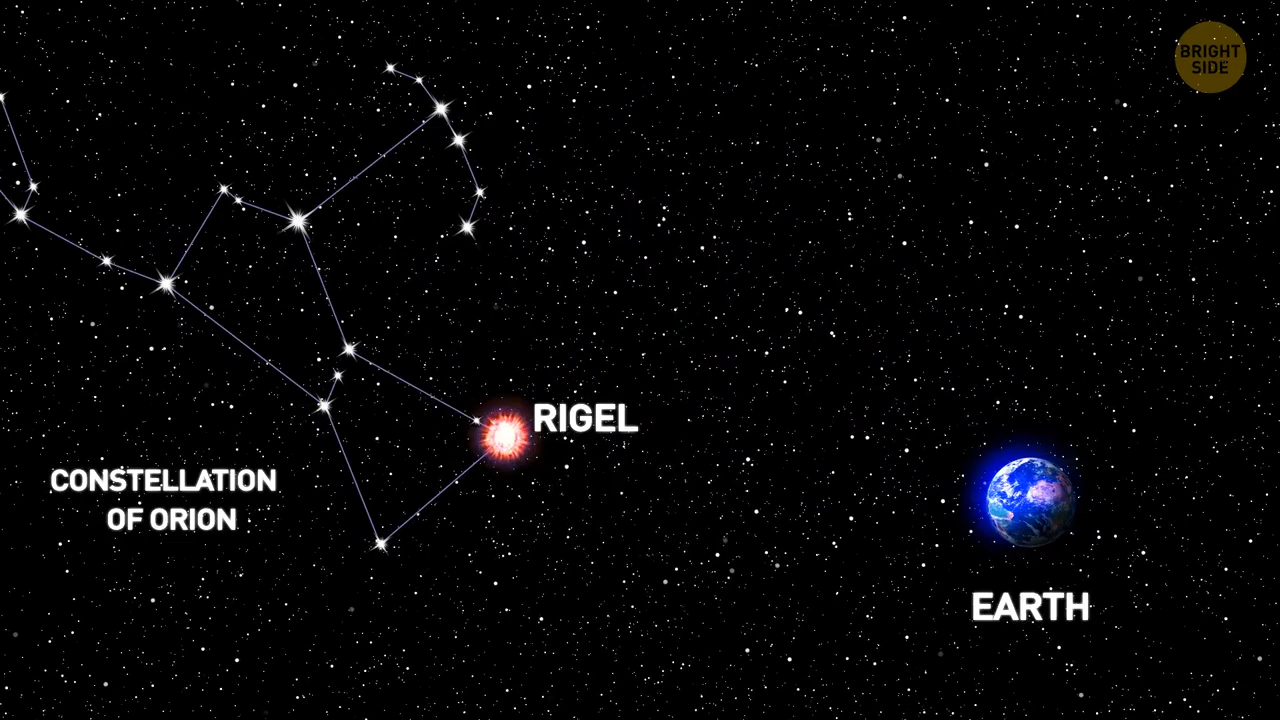 BRIGHT
SIDE
RIGEL
CONSTELLATION
OF ORION
EARTH